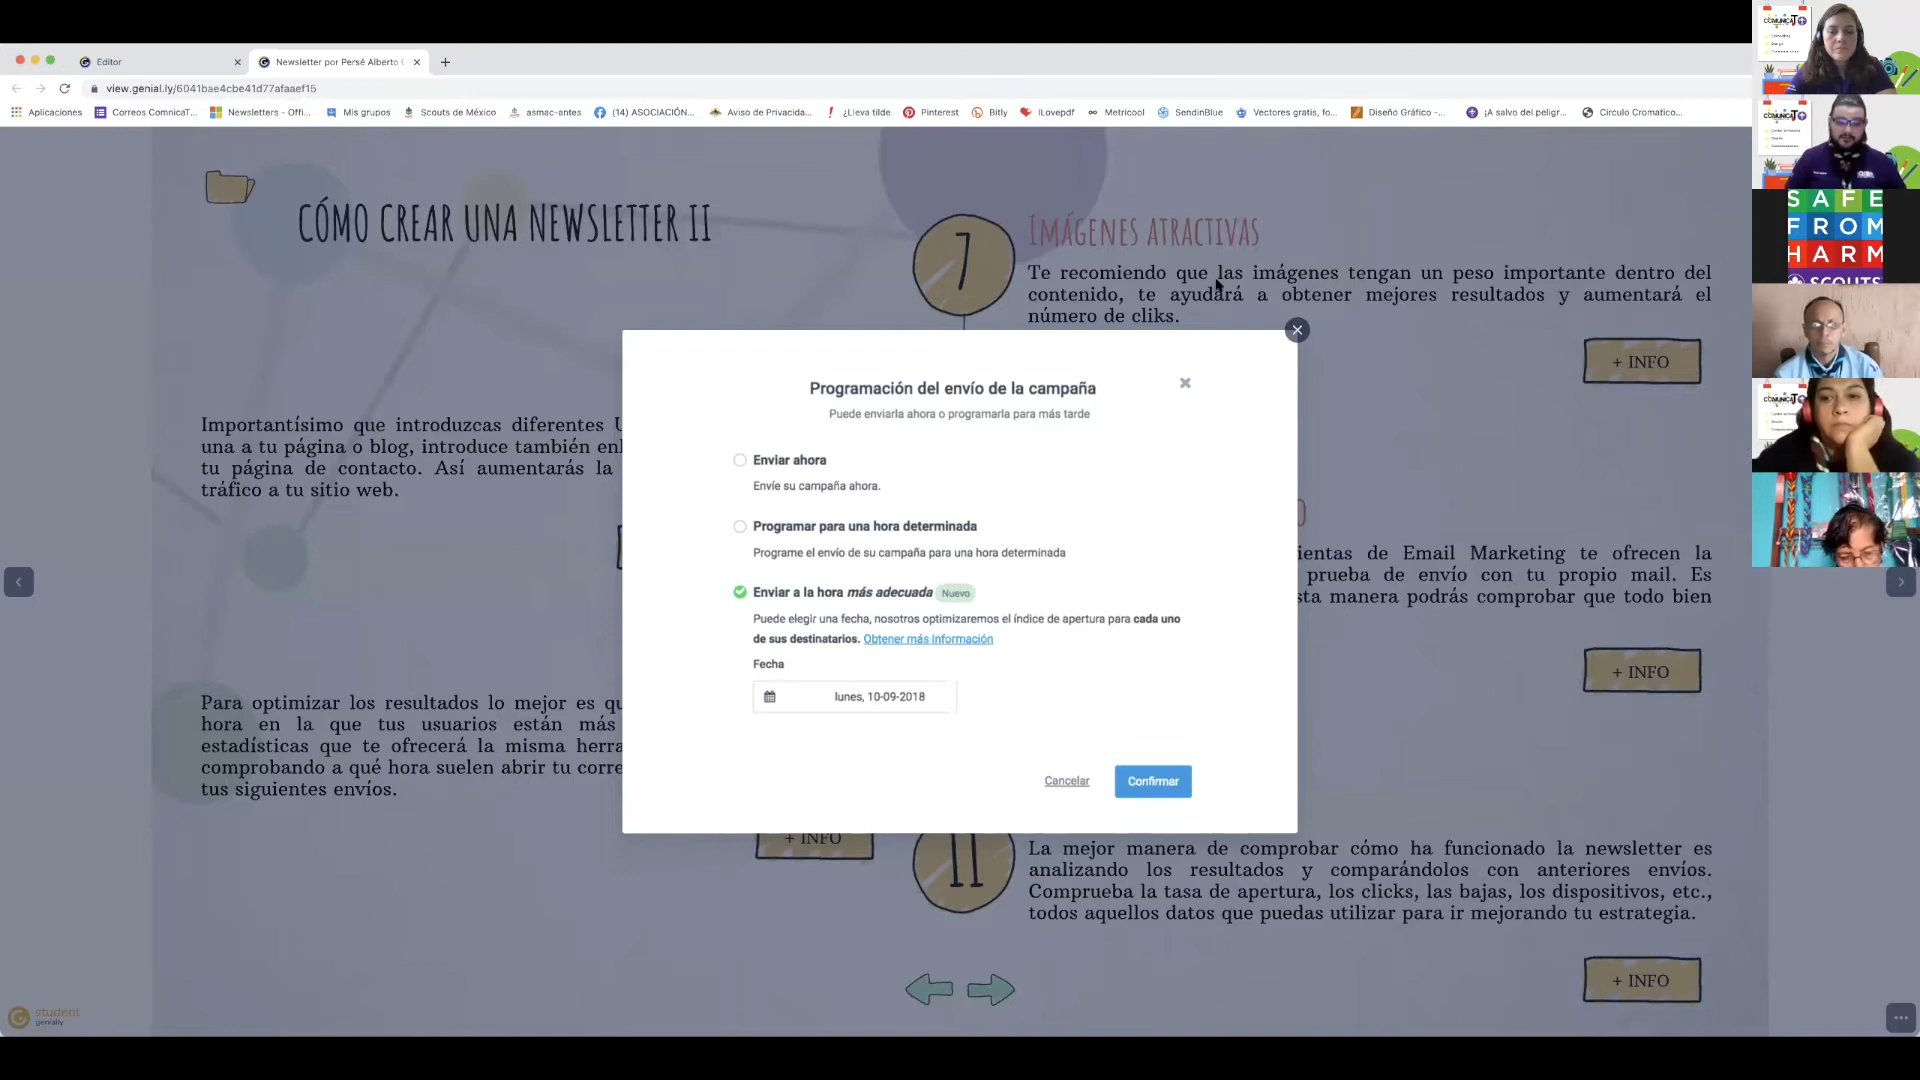 Editor
Newsletter por Persé Alberto
view.genial.ly/6041bae4cbe41d77afaaef15
Aplicaciones
Correos ComnicaT...
Newsletters - Offi...
Mis grupos
Scouts de México
asmac-antes
(14) ASOCIACIÓN...
Aviso de Privacida...
¿Lleva tilde
Pinterest
Bitly
iLovepdf
Metricool
SendinBlue
Vectores gratis, fo...
Diseño Gráfico -...
¡A salvo del peligr...
Circulo Cromatico...
CÓMO CREAR UNA NEWSLETTER II
Importantísimo que introduzcas diferentes U
una a tu página o blog, introduce también enl
tu página de contacto. Así aumentarás la
tráfico a tu sitio web.
Para optimizar los resultados lo mejor es qu
hora en la que tus usuarios están más
estadísticas que te ofrecerá la misma herra
comprobando a qué hora suelen abrir tu corre
tus siguientes envíos.
+ INFO
7
IMÁGENES ATRACTIVAS
Te recomiendo que las imágenes tengan un peso importante dentro del
contenido, te ayudará a obtener mejores resultados y aumentará el
número de cliks.
+ INFO
ientas de Email Marketing te ofrecen la
prueba de envío con tu propio mail. Es
sta manera podrás comprobar que todo bien
+ INFO
11
La mejor manera de comprobar cómo ha funcionado la newsletter es
analizando los resultados y comparándolos con anteriores envíos.
Comprueba la tasa de apertura, los clicks, las bajas, los dispositivos, etc.,
todos aquellos datos que puedas utilizar para ir mejorando tu estrategia.
+ INFO
Programación del envío de la campaña
Puede enviarla ahora o programarla para más tarde
Enviar ahora
Envíe su campaña ahora.
Programar para una hora determinada
Programe el envío de su campaña para una hora determinada
Enviar a la hora más adecuada Nuevo
Puede elegir una fecha, nosotros optimizaremos el índice de apertura para cada uno
de sus destinatarios. Obtener más información
Fecha
lunes, 10-09-2018
Cancelar
Confirmar
student
genially
SAFE
FROM
HARM
SCOUTS